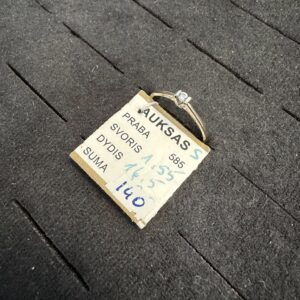 AUKSAS S
PRABA 585
SVORIS 1.55
DYDIS 16.5
SUMA 140